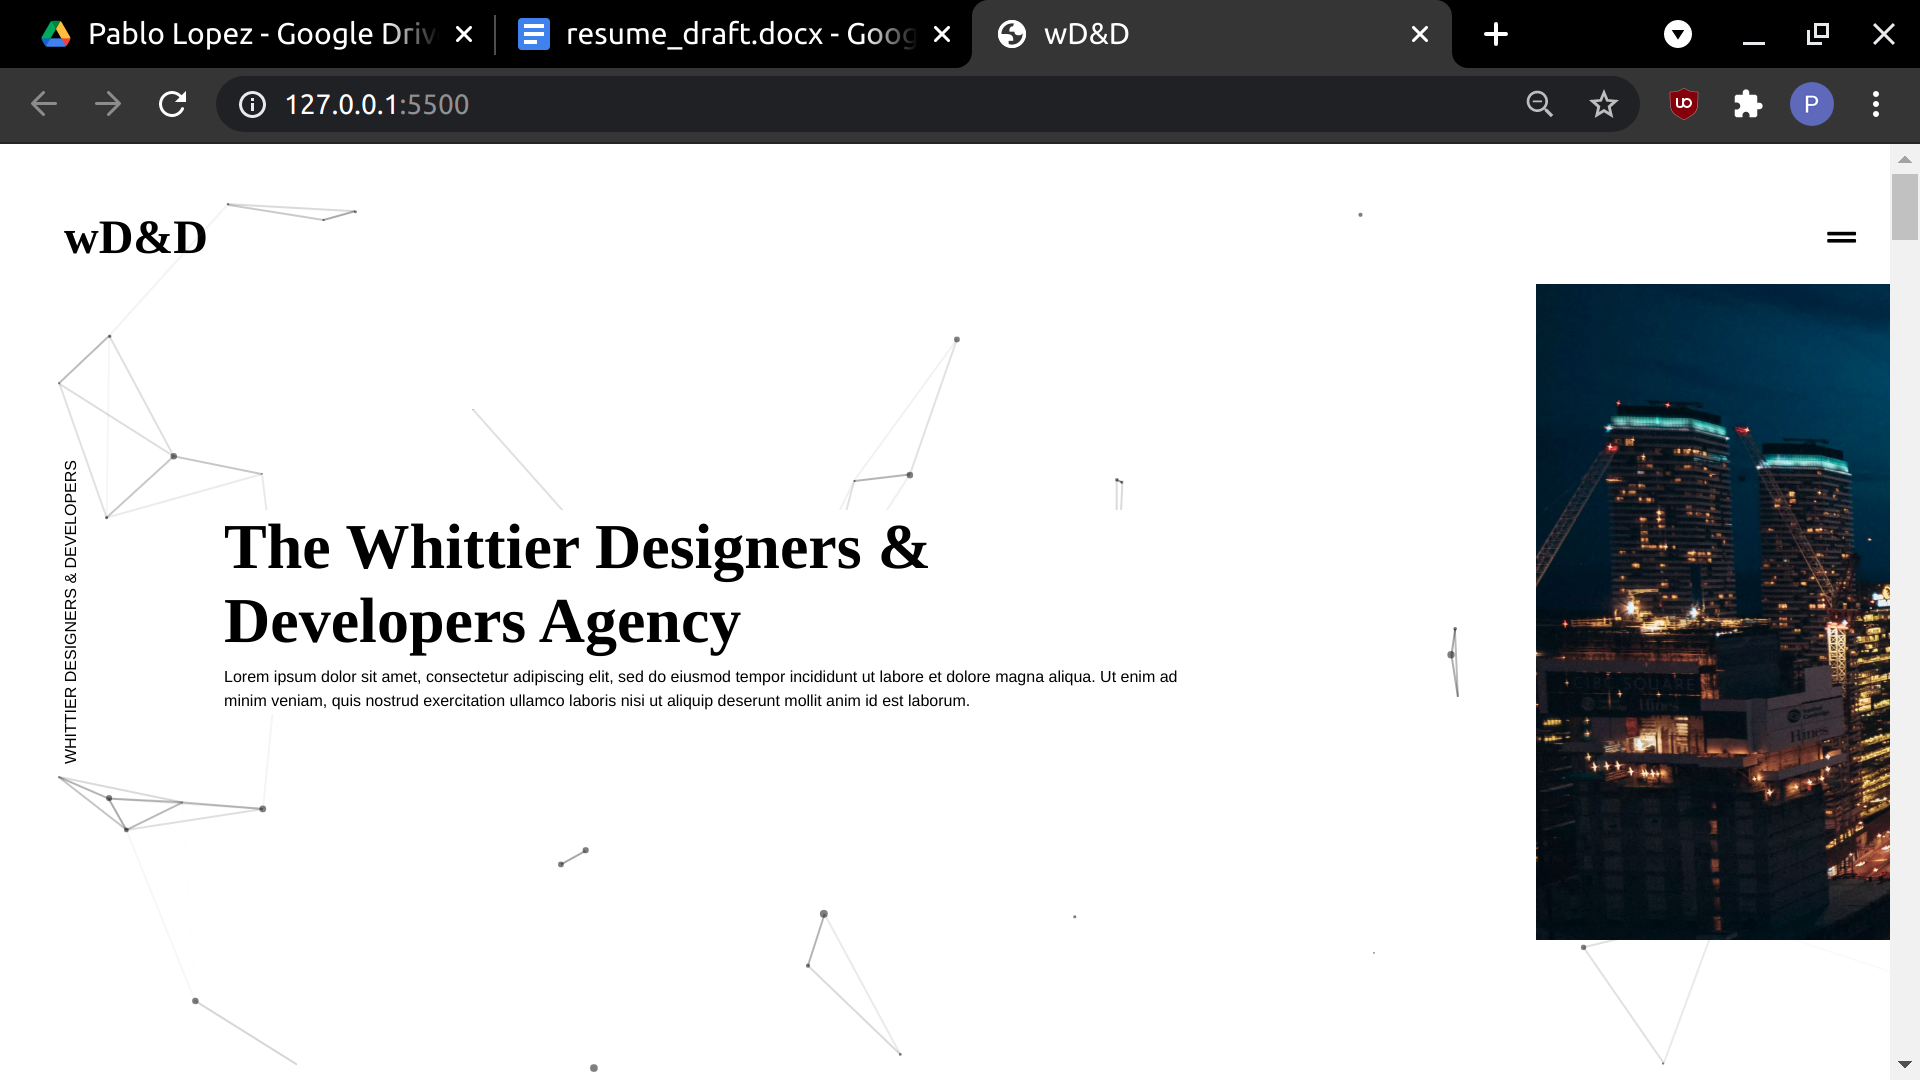 Pablo Lopez - Google Driv
resume_draft.docx - Goog
wD&D
127.0.0.1:5500
P
wD&D
WHITTIER DESIGNERS & DEVELOPERS
The Whittier Designers &
Developers Agency
Lorem ipsum dolor sit amet, consectetur adipiscing elit, sed do eiusmod tempor incididunt ut labore et dolore magna aliqua. Ut enim ad
minim veniam, quis nostrud exercitation ullamco laboris nisi ut aliquip deserunt mollit anim id est laborum.
SQUARE
Hines
Hines